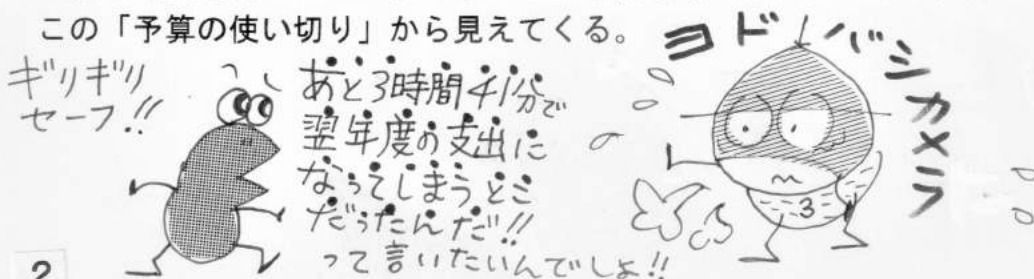 この「予算の使い切り」から見えてくる。
ギリギリ
セーフ!!
あと3時間41分で
翌年度の支出に
なってしまうとこ
だったんだ!!
って言いたいんでしょ!!
ヨドバシカメラ
3
2